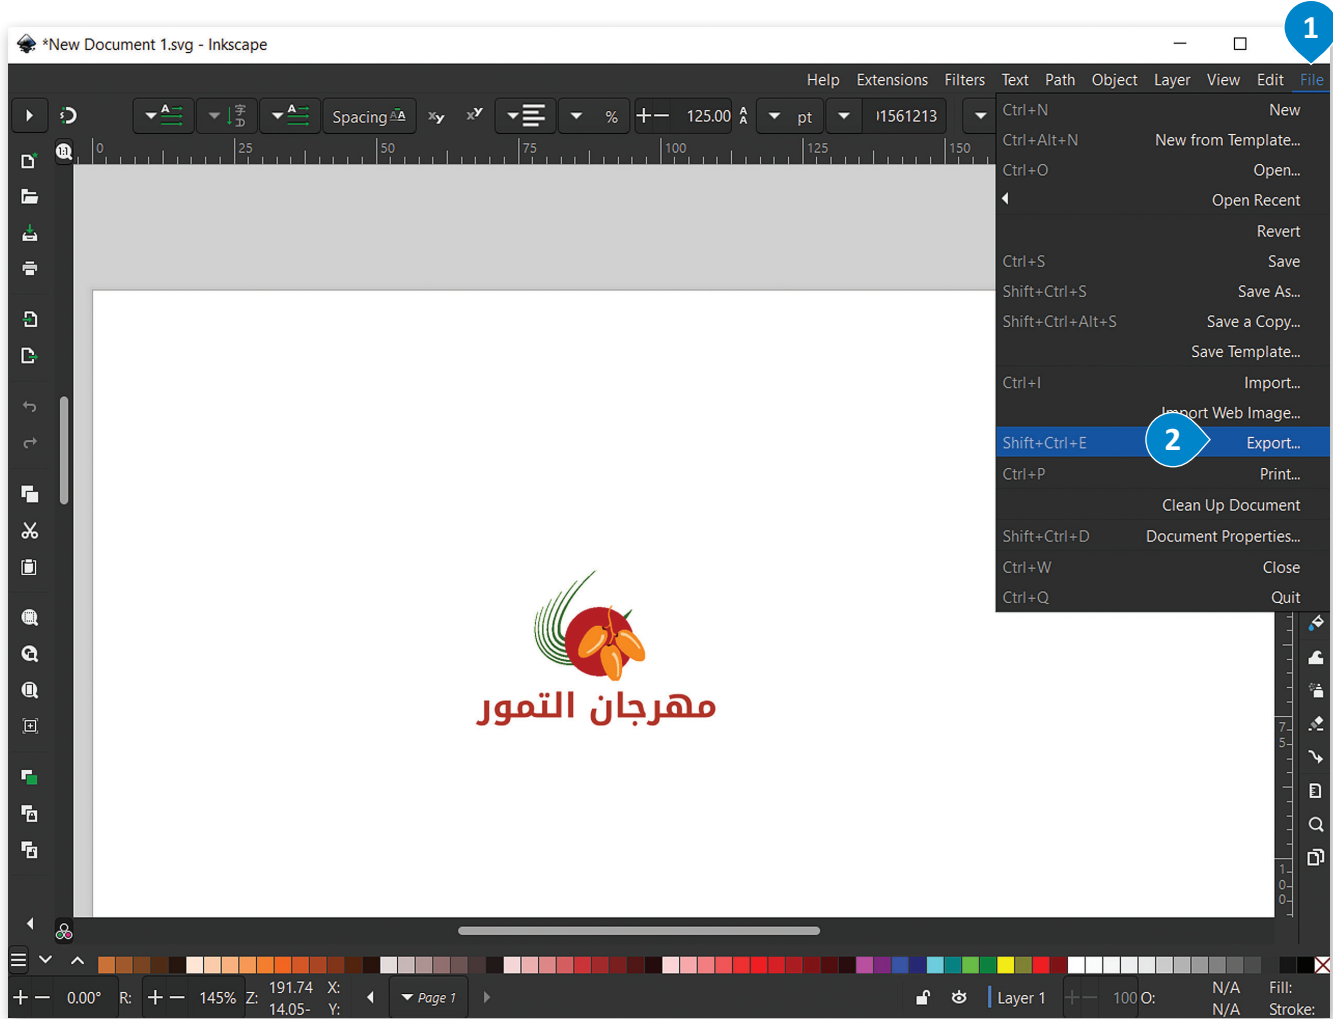 1
*New Document 1.svg - Inkscape
Help Extensions Filters Text Path Object Layer View Edit File
Spacing % 125.00 pt 1561213
0 25 50 75 100 125 150
Ctrl+N New
Ctrl+Alt+N New from Template...
Ctrl+O Open...
Open Recent
Revert
Ctrl+S Save
Shift+Ctrl+S Save As...
Shift+Ctrl+Alt+S Save a Copy...
Save Template...
Ctrl+I Import...
Import Web Image...
Shift+Ctrl+E 2 Export...
Ctrl+P Print...
Clean Up Document
Shift+Ctrl+D Document Properties...
Ctrl+W Close
Ctrl+Q Quit
مهرجان التمور
75
100
0.00° R: 145% Z: 191.74 X: Page 1 Layer 1 100 O: N/A Fill:
14.05- Y: N/A Stroke: